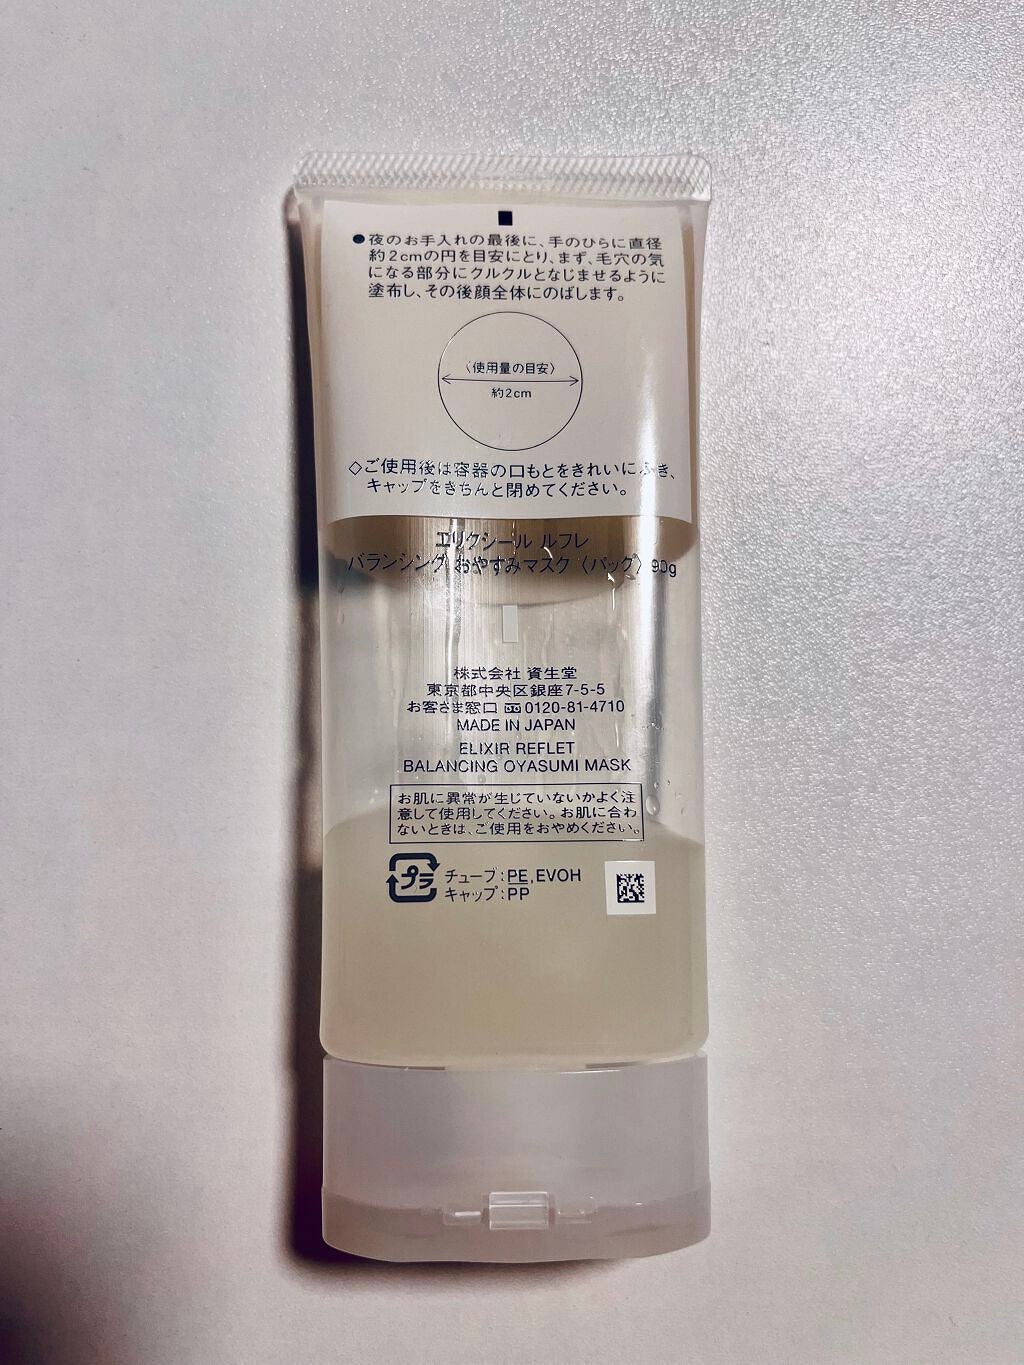 ●夜のお手入れの最後に、手のひらに直径
約2cmの円を目安にとり、まず、毛穴の気
になる部分にクルクルとなじませるように
塗布し、その後顔全体にのばします。
〈使用量の目安〉
約2cm
◇ご使用後は容器の口もとをきれいにふき、
キャップをきちんと閉めてください。
エリクシール ルフレ
バランシング おやすみマスク〈パック〉90g
株式会社 資生堂
東京都中央区銀座7-5-5
お客さま窓口 0120-81-4710
MADE IN JAPAN
ELIXIR REFLET
BALANCING OYASUMI MASK
お肌に異常が生じていないかよく注
意して使用してください。お肌に合わ
ないときは、ご使用をおやめください。
プラ
チューブ:PE,EVOH
キャップ:PP